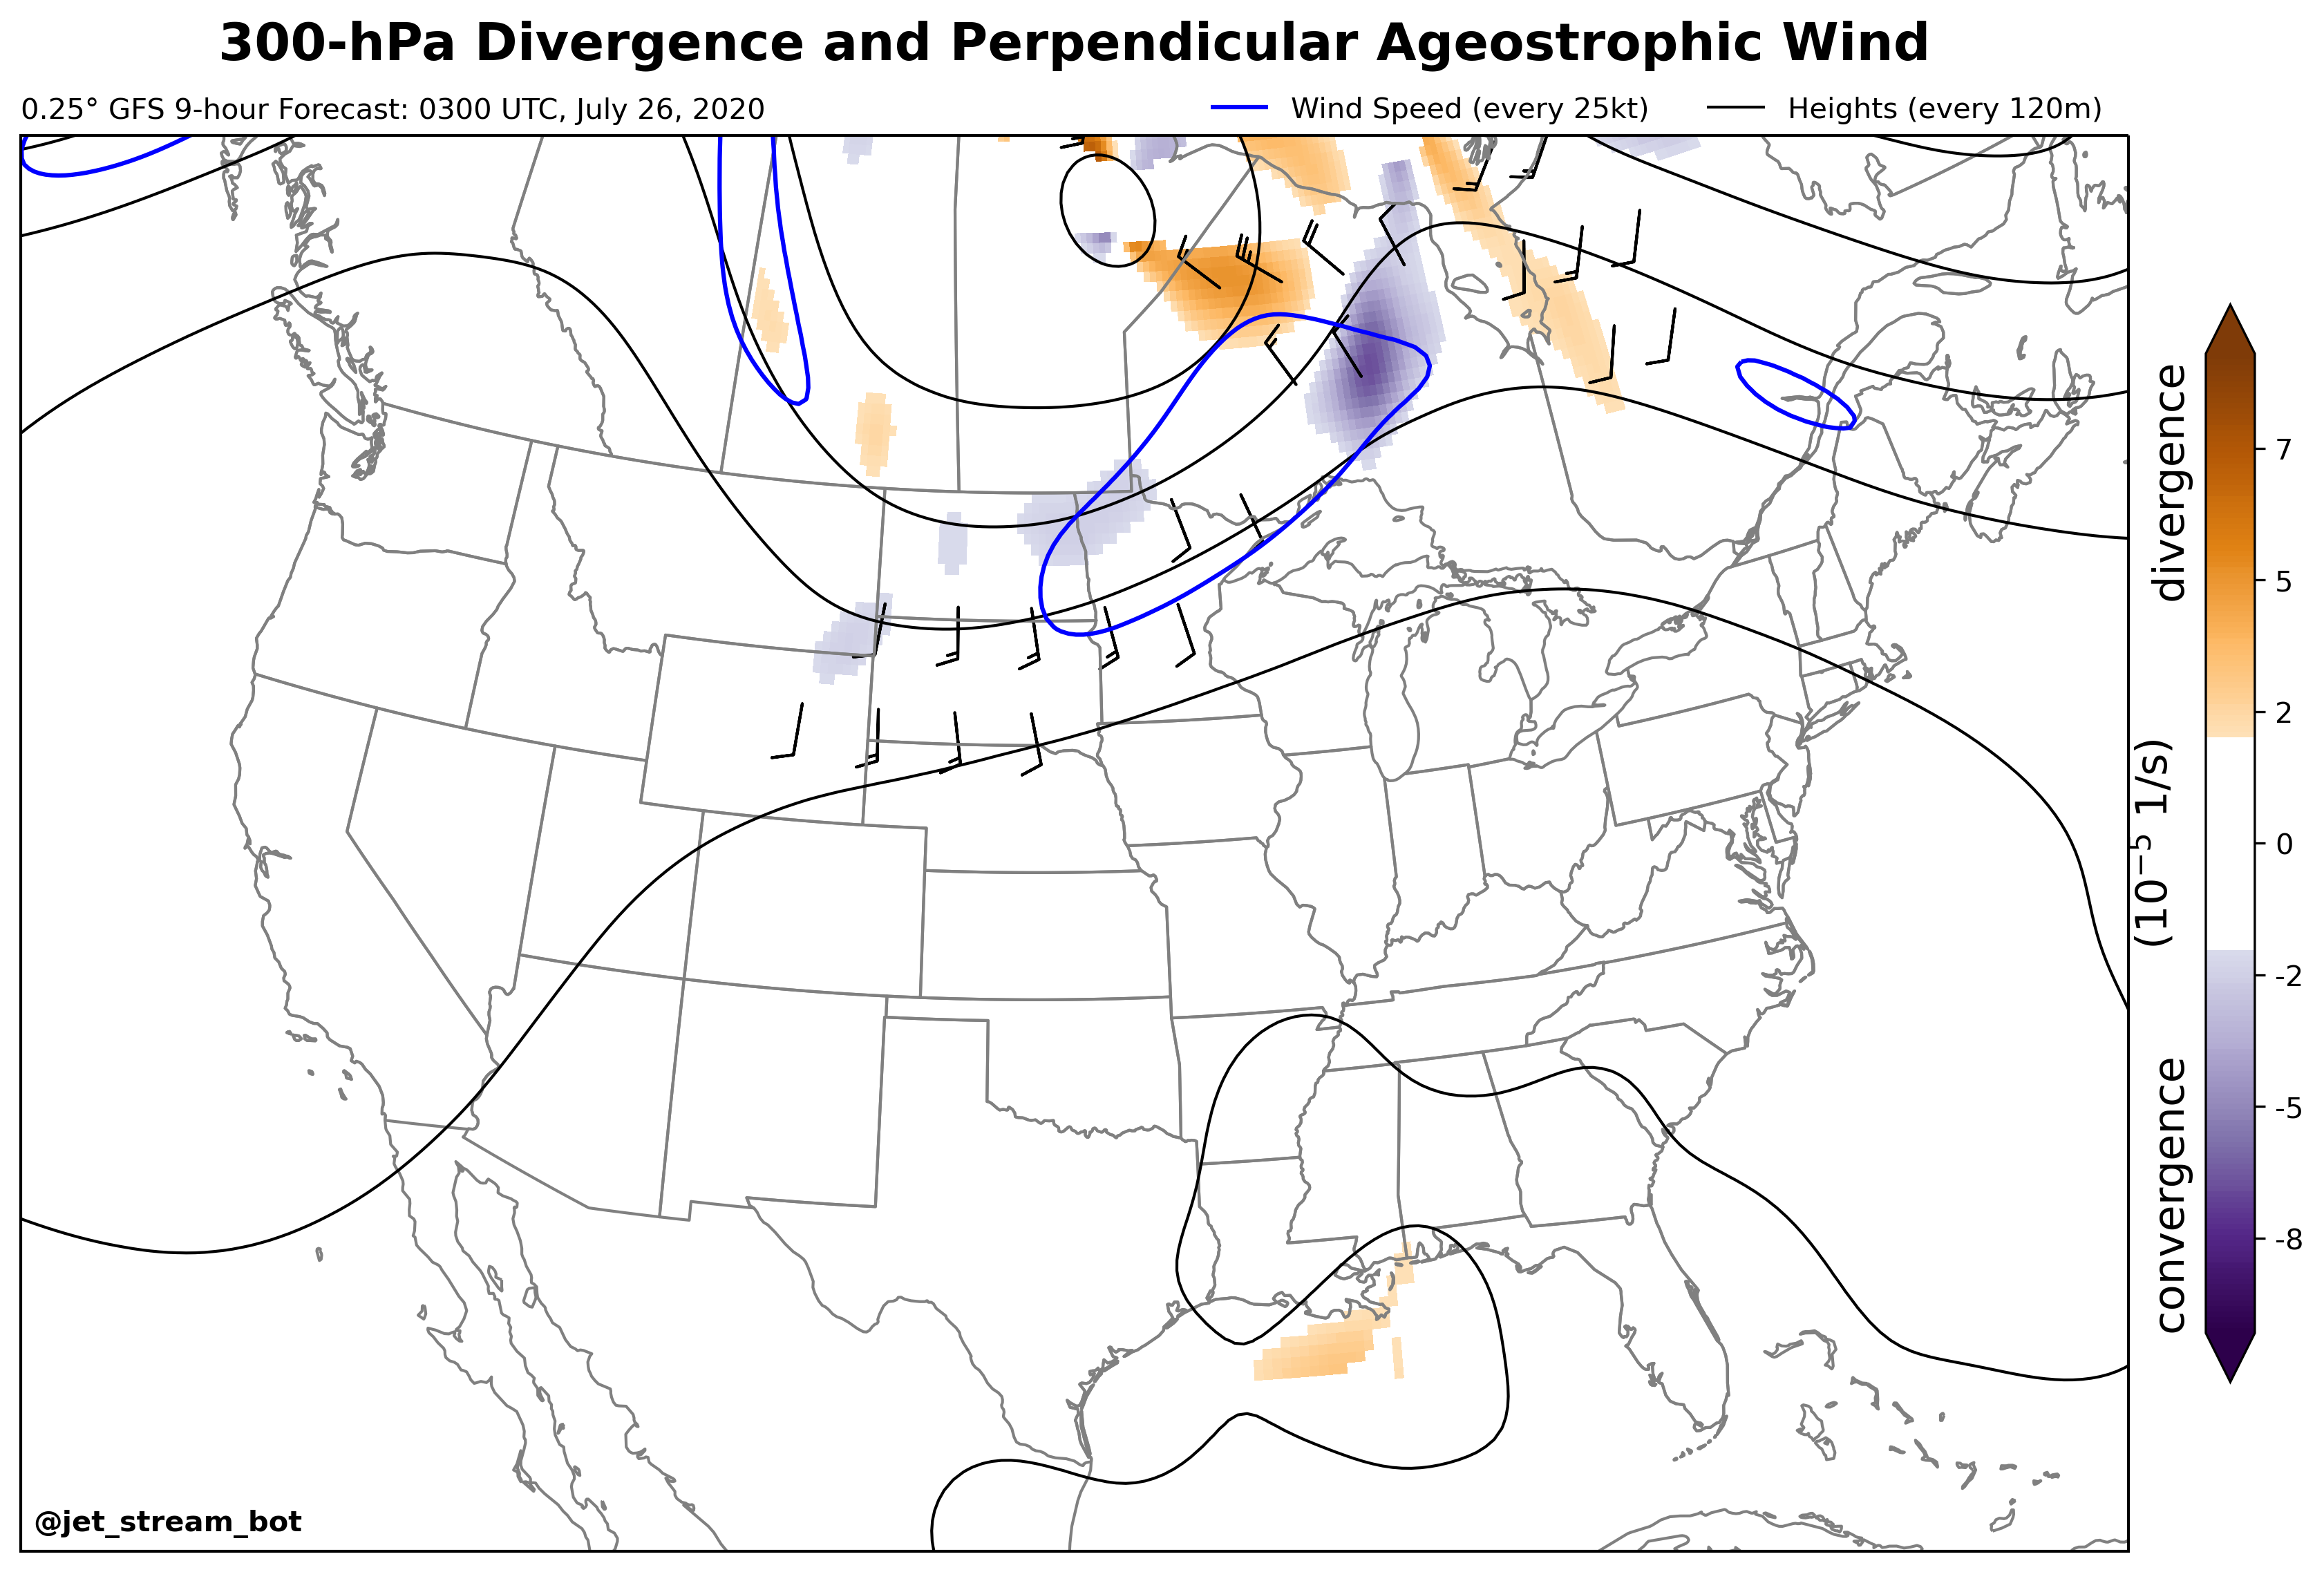 300-hPa Divergence and Perpendicular Ageostrophic Wind
0.25° GFS 9-hour Forecast: 0300 UTC, July 26, 2020
Wind Speed (every 25kt)
Heights (every 120m)
divergence
(10⁻⁵ 1/s)
convergence
7
5
2
0
-2
-5
-8
@jet_stream_bot